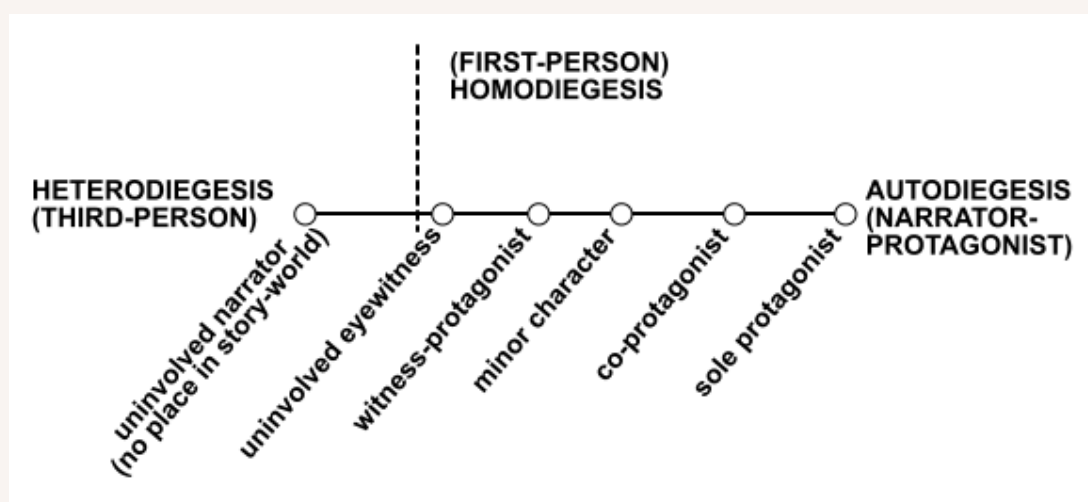 (FIRST-PERSON)
HOMODIEGESIS
HETERODIEGESIS
(THIRD-PERSON)
AUTODIEGESIS
(NARRATOR-
PROTAGONIST)
uninvolved narrator
(no place in story-world)
uninvolved eyewitness
witness-protagonist
minor character
co-protagonist
sole protagonist